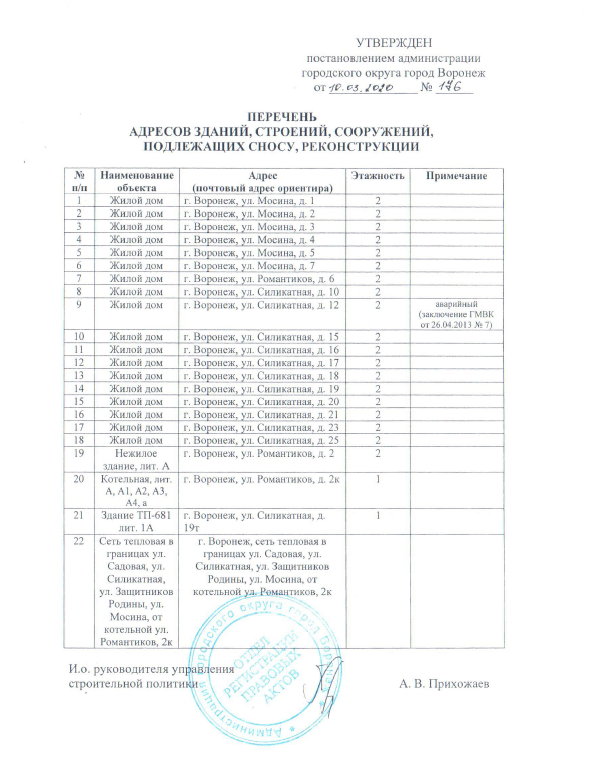 УТВЕРЖДЕН
постановлением администрации
городского округа город Воронеж
от 10.03.2020 № 176
ПЕРЕЧЕНЬ
АДРЕСОВ ЗДАНИЙ, СТРОЕНИЙ, СООРУЖЕНИЙ,
ПОДЛЕЖАЩИХ СНОСУ, РЕКОНСТРУКЦИИ
№ п/п Наименование объекта Адрес (почтовый адрес ориентира) Этажность Примечание
1 Жилой дом г. Воронеж, ул. Мосина, д. 1 2
2 Жилой дом г. Воронеж, ул. Мосина, д. 2 2
3 Жилой дом г. Воронеж, ул. Мосина, д. 3 2
4 Жилой дом г. Воронеж, ул. Мосина, д. 4 2
5 Жилой дом г. Воронеж, ул. Мосина, д. 5 2
6 Жилой дом г. Воронеж, ул. Мосина, д. 7 2
7 Жилой дом г. Воронеж, ул. Романтиков, д. 6 2
8 Жилой дом г. Воронеж, ул. Силикатная, д. 10 2
9 Жилой дом г. Воронеж, ул. Силикатная, д. 12 2 аварийный
(заключение ГМВК
от 26.04.2013 № 7)
10 Жилой дом г. Воронеж, ул. Силикатная, д. 15 2
11 Жилой дом г. Воронеж, ул. Силикатная, д. 16 2
12 Жилой дом г. Воронеж, ул. Силикатная, д. 17 2
13 Жилой дом г. Воронеж, ул. Силикатная, д. 18 2
14 Жилой дом г. Воронеж, ул. Силикатная, д. 19 2
15 Жилой дом г. Воронеж, ул. Силикатная, д. 20 2
16 Жилой дом г. Воронеж, ул. Силикатная, д. 21 2
17 Жилой дом г. Воронеж, ул. Силикатная, д. 23 2
18 Жилой дом г. Воронеж, ул. Силикатная, д. 25 2
19 Нежилое г. Воронеж, ул. Романтиков, д. 2 2
здание, лит. А
20 Котельная, лит. г. Воронеж, ул. Романтиков, д. 2к 1
А, А1, А2, А3,
А4, а
21 Здание ТП-681 г. Воронеж, ул. Силикатная, д. 1
лит. 1А 19т
22 Сеть тепловая в г. Воронеж, сеть тепловая в
границах ул. границах ул. Садовая, ул.
Садовая, ул. Силикатная, ул. Защитников
Силикатная, Родины, ул. Мосина, от
ул. Защитников котельной ул. Романтиков, 2к
Родины, ул.
Мосина, от
котельной ул.
Романтиков, 2к
Администрация городского округа город Воронеж
ОТДЕЛ
РЕГИСТРАЦИИ
ПРАВОВЫХ
АКТОВ
И.о. руководителя управления
строительной политики А. В. Прихожаев